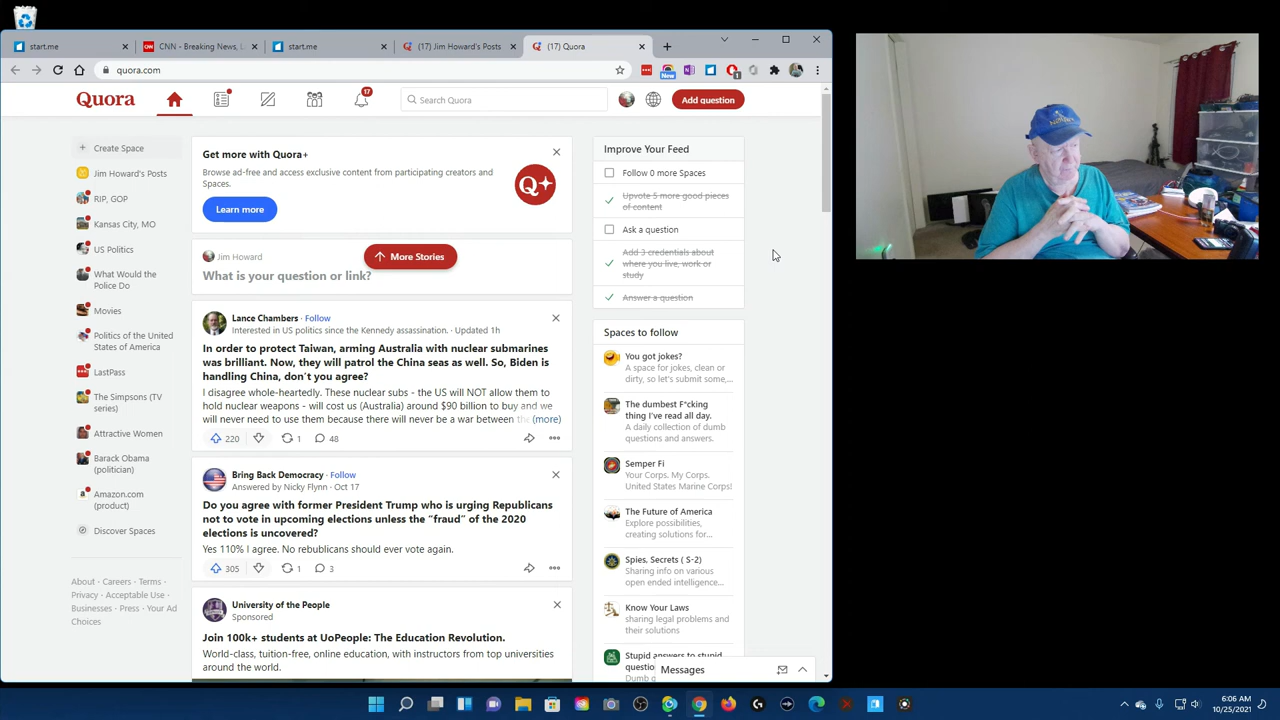 start.me
CNN - Breaking News, L
start.me
(17) Jim Howard's Posts
(17) Quora
quora.com
New
1
Quora
17
Search Quora
Add question
Create Space
Jim Howard's Posts
RIP, GOP
Kansas City, MO
US Politics
What Would the
Police Do
Movies
Politics of the United
States of America
LastPass
The Simpsons (TV
series)
Attractive Women
Barack Obama
(politician)
Amazon.com
(product)
Discover Spaces
About · Careers · Terms ·
Privacy · Acceptable Use ·
Businesses · Press · Your Ad
Choices
Get more with Quora+
Browse ad-free and access exclusive content from participating creators and
Spaces.
Learn more
Q+
Jim Howard
What is your question or link?
More Stories
Lance Chambers · Follow
Interested in US politics since the Kennedy assassination. · Updated 1h
In order to protect Taiwan, arming Australia with nuclear submarines
was brilliant. Now, they will patrol the China seas as well. So, Biden is
handling China, don't you agree?
I disagree whole-heartedly. These nuclear subs - the US will NOT allow them to
hold nuclear weapons - will cost us (Australia) around $90 billion to buy and we
will never need to use them because there will never be a war between the (more)
220
1
48
Bring Back Democracy · Follow
Answered by Nicky Flynn · Oct 17
Do you agree with former President Trump who is urging Republicans
not to vote in upcoming elections unless the "fraud" of the 2020
elections is uncovered?
Yes 110% I agree. No rebublicans should ever vote again.
305
1
3
University of the People
Sponsored
Join 100k+ students at UoPeople: The Education Revolution.
World-class, tuition-free, online education, with instructors from top universities
around the world.
Improve Your Feed
Follow 0 more Spaces
Upvote 5 more good pieces
of content
Ask a question
Add 3 credentials about
where you live, work or
study
Answer a question
Spaces to follow
You got jokes?
A space for jokes, clean or
dirty, so let's submit some,...
The dumbest F*cking
thing I've read all day.
A daily collection of dumb
questions and answers.
Semper Fi
Your Corps. My Corps.
United States Marine Corps!
The Future of America
Explore possibilities,
creating solutions for...
Spies, Secrets ( S-2)
Sharing info on various
open ended intelligence...
Know Your Laws
sharing legal problems and
their solutions
Stupid answers to stupid
Messages
6:06 AM
10/25/2021